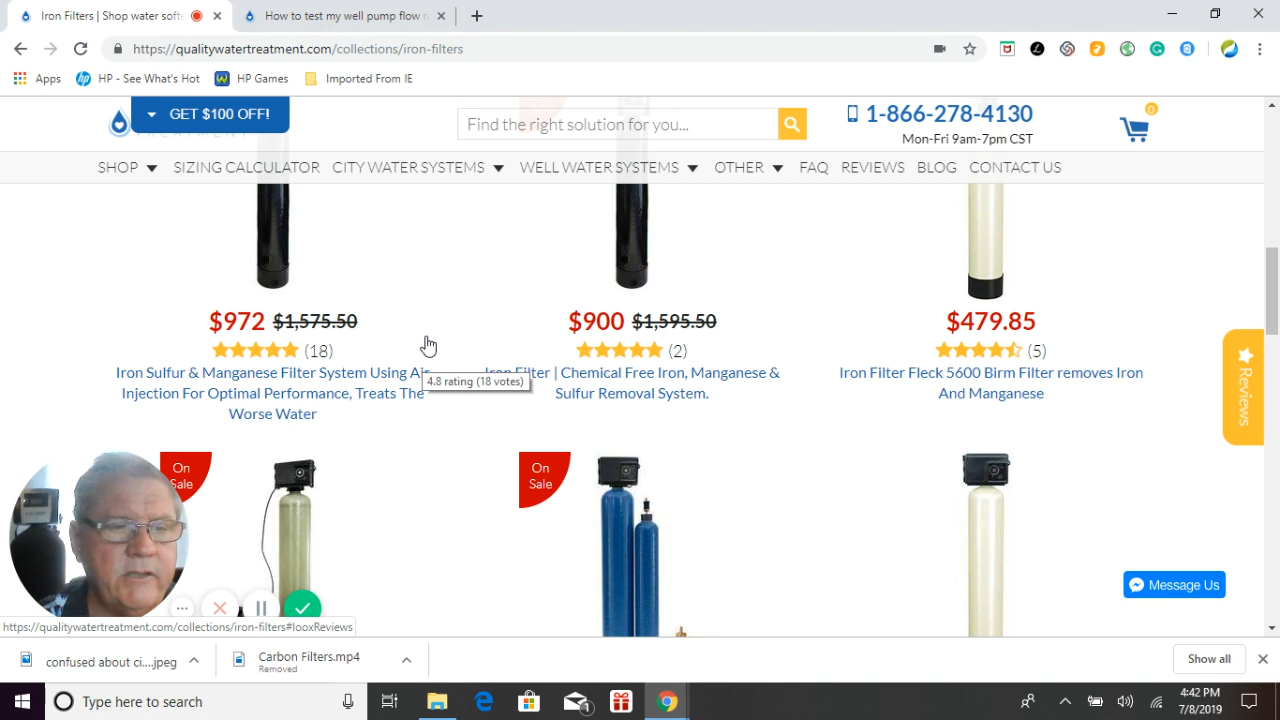 Iron Filters | Shop water softe
How to test my well pump flow r
https://qualitywatertreatment.com/collections/iron-filters
Apps
HP - See What's Hot
HP Games
Imported From IE
GET $100 OFF!
TREATMENT
Find the right solution for you...
1-866-278-4130
Mon-Fri 9am-7pm CST
0
SHOP
SIZING CALCULATOR
CITY WATER SYSTEMS
WELL WATER SYSTEMS
OTHER
FAQ
REVIEWS
BLOG
CONTACT US
$972 $1,575.50
(18)
Iron Sulfur & Manganese Filter System Using Air
Injection For Optimal Performance, Treats The
Worse Water
4.8 rating (18 votes)
$900 $1,595.50
(2)
Iron Filter | Chemical Free Iron, Manganese &
Sulfur Removal System.
$479.85
(5)
Iron Filter Fleck 5600 Birm Filter removes Iron
And Manganese
Reviews
On
Sale
On
Sale
Message Us
https://qualitywatertreatment.com/collections/iron-filters#looxReviews
confused about ci....jpeg
Carbon Filters.mp4
Removed
Show all
Type here to search
1
4:42 PM
7/8/2019